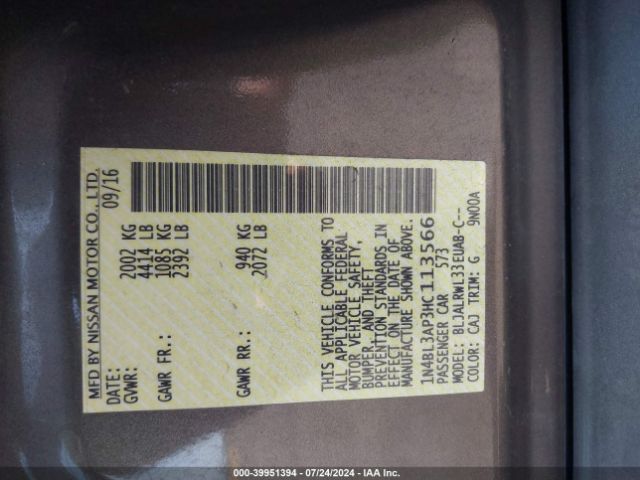 MFD BY NISSAN MOTOR CO., LTD.
DATE: 09/16
GVWR: 2002 KG
4414 LB
GAWR FR.: 1085 KG
2392 LB
GAWR RR.: 940 KG
2072 LB
THIS VEHICLE CONFORMS TO
ALL APPLICABLE FEDERAL
MOTOR VEHICLE SAFETY,
BUMPER, AND THEFT
PREVENTION STANDARDS IN
EFFECT ON THE DATE OF
MANUFACTURE SHOWN ABOVE.
1N4BL3AP3HC113566
PASSENGER CAR 573
MODEL: BLJALRWL33EUAB-C--
COLOR: CAJ TRIM: G 9N00A
000-39951394 - 07/24/2024 - IAA Inc.